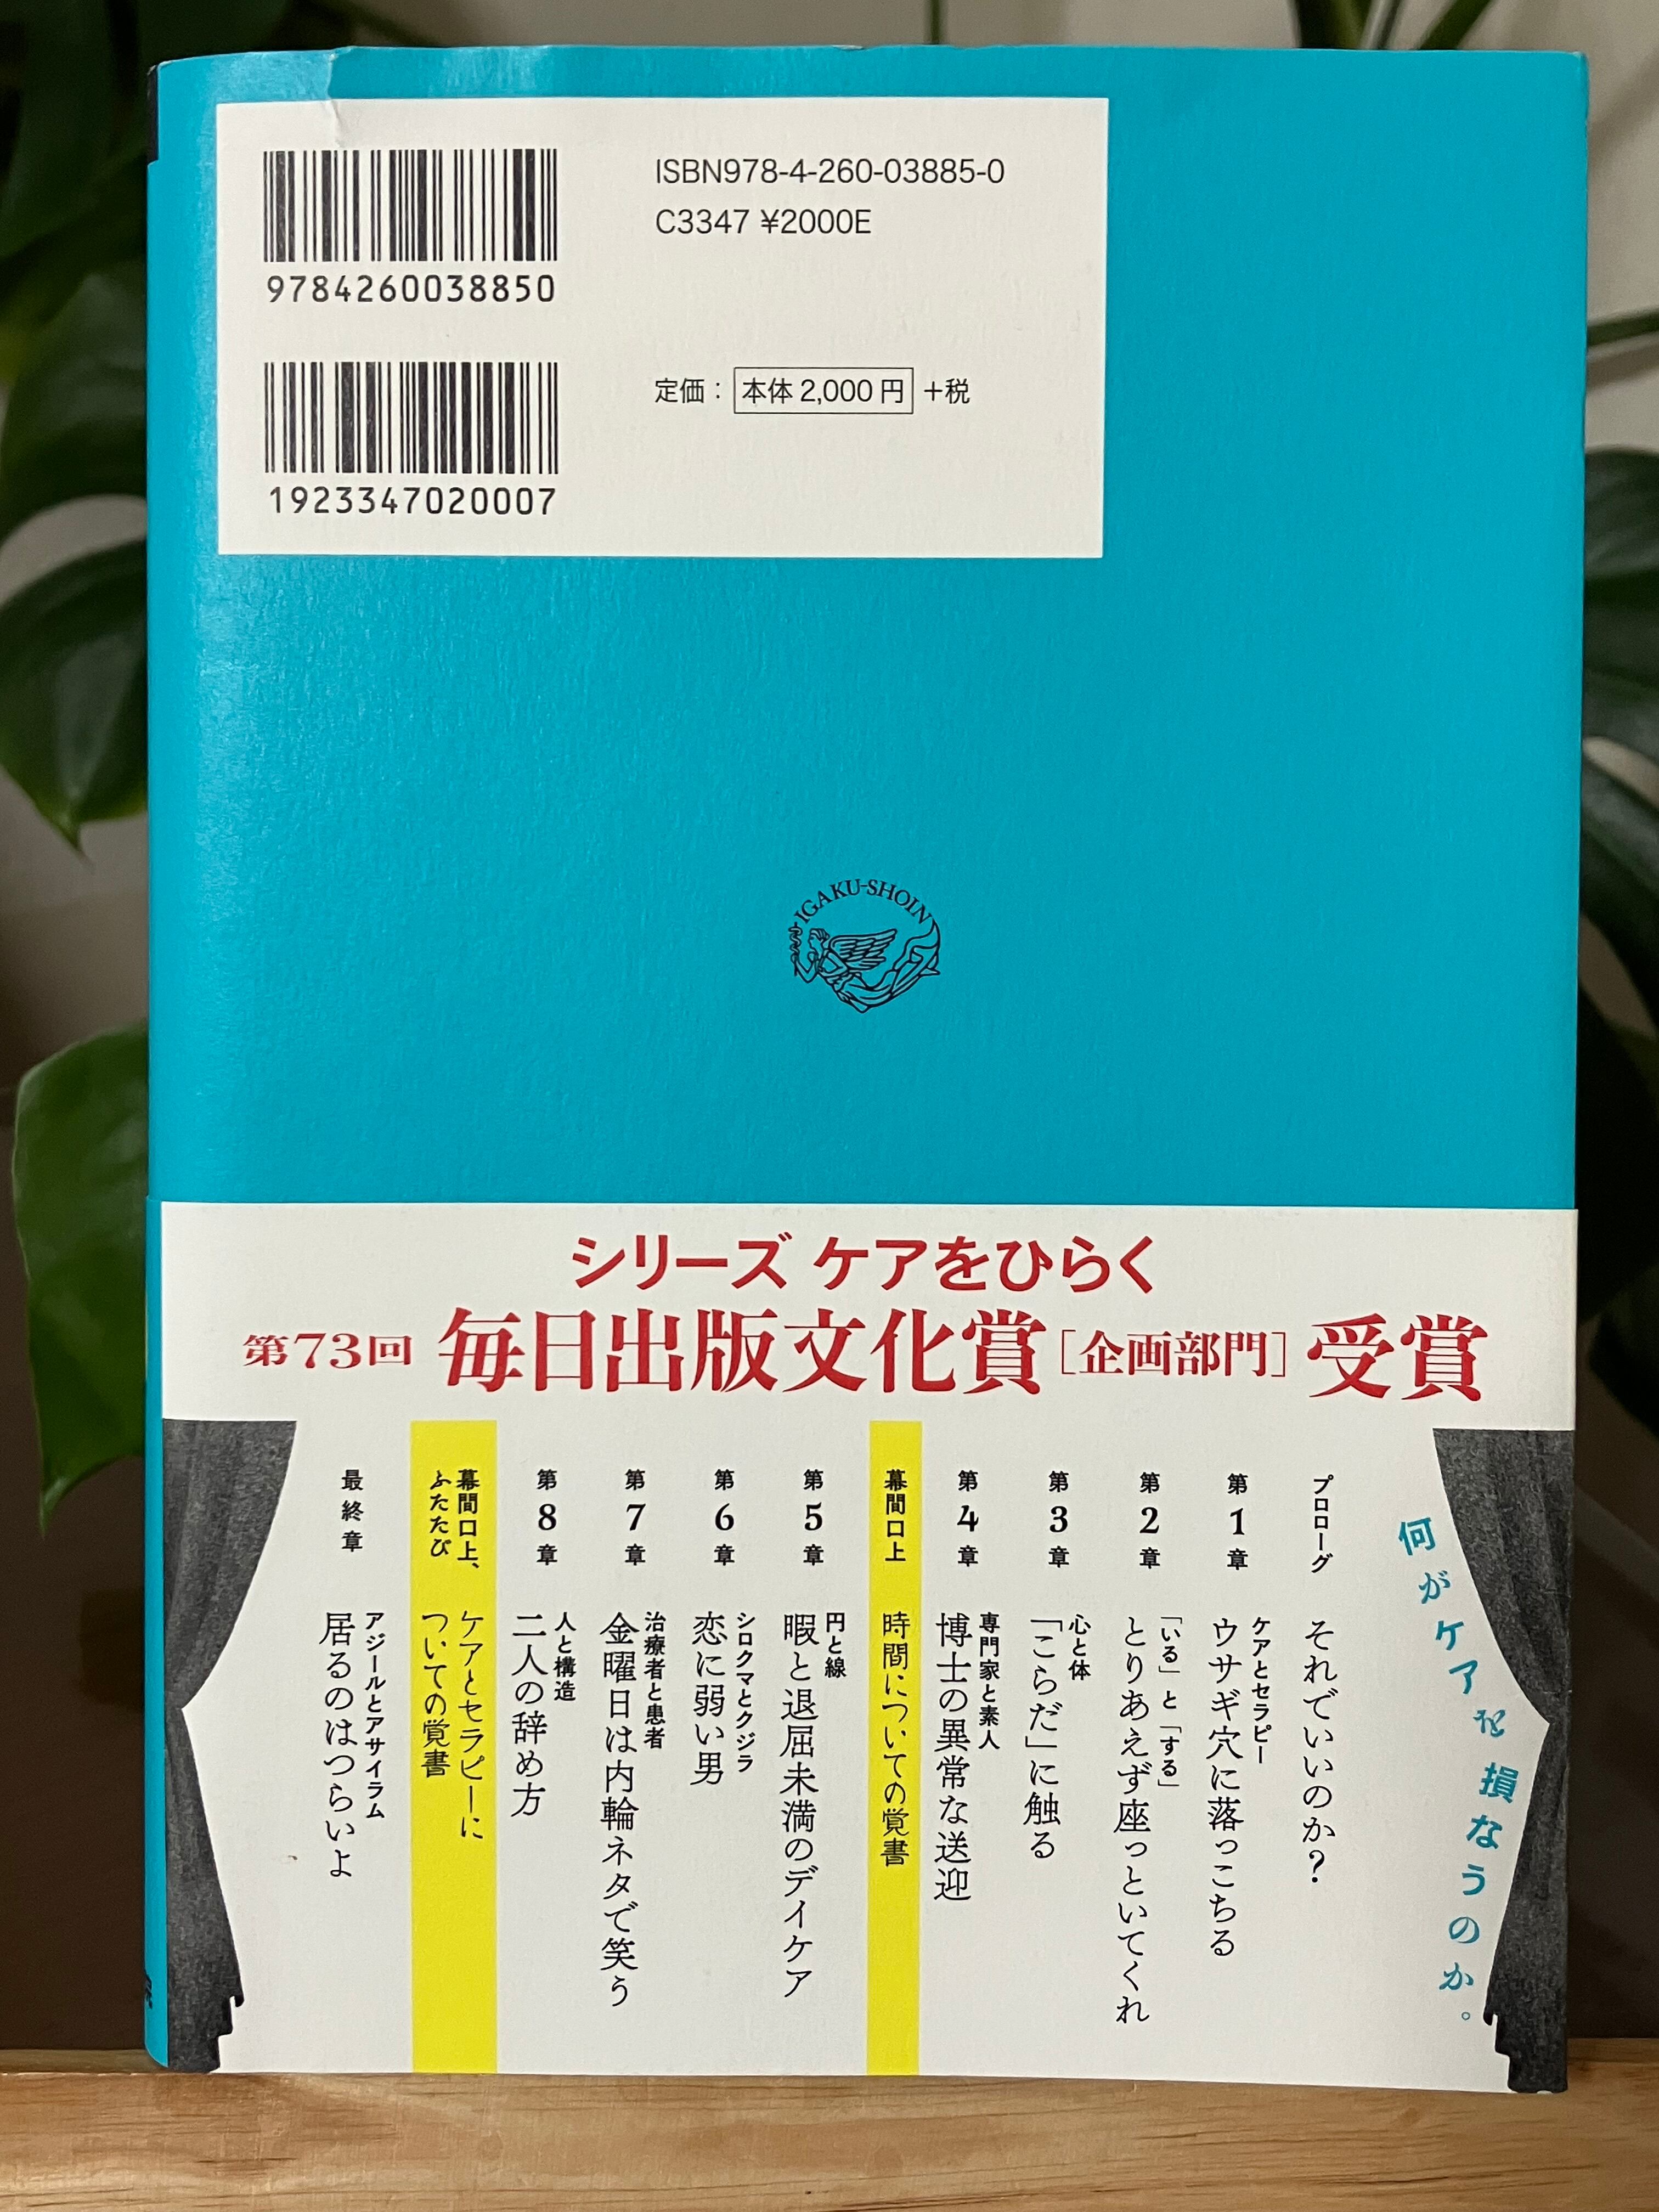 ISBN978-4-260-03885-0
C3347 ¥2000E
9784260038850
定価：本体2,000円+税
1923347020007
IGAKU-SHOIN
シリーズ ケアをひらく
第73回 毎日出版文化賞［企画部門］受賞
何がケアを損なうのか。
プロローグ それでいいのか？
第1章 ケアとセラピー
ウサギ穴に落っこちる
第2章 「いる」と「する」
とりあえず座っといてくれ
第3章 心と体
「こらだ」に触る
第4章 専門家と素人
博士の異常な送迎
幕間口上 時間についての覚書
第5章 円と線
暇と退屈未満のデイケア
第6章 シロクマとクジラ
恋に弱い男
第7章 治療者と患者
金曜日は内輪ネタで笑う
第8章 人と構造
二人の辞め方
幕間口上、
ふたたび
ケアとセラピーに
ついての覚書
最終章 アジールとアサイラム
居るのはつらいよ